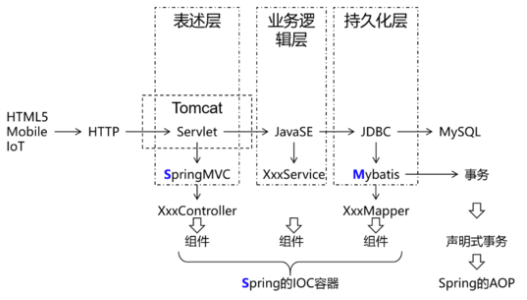 表述层
业务逻
辑层
持久化层
Tomcat
HTML5
Mobile
IoT
HTTP
Servlet
JavaSE
JDBC
MySQL
SpringMVC
XxxService
Mybatis
事务
XxxController
XxxMapper
组件
组件
组件
声明式事务
Spring的IOC容器
Spring的AOP